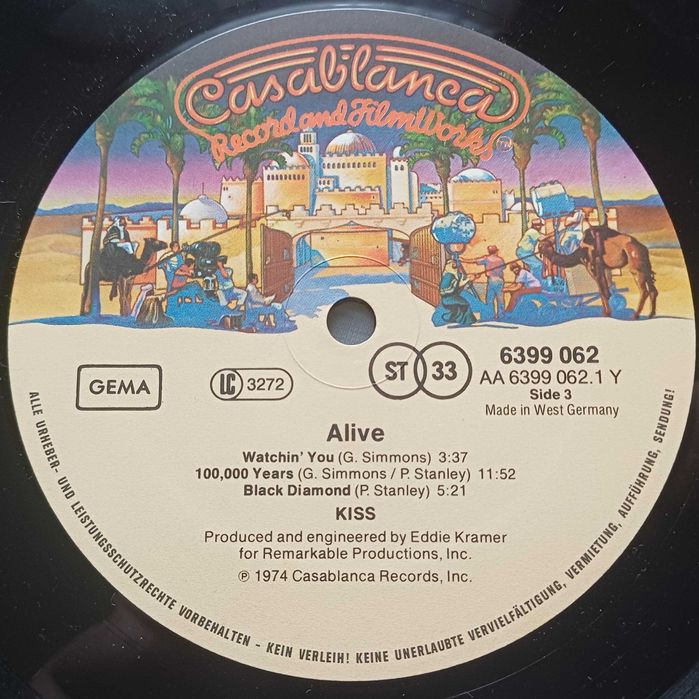 Casablanca
Record and FilmWorks
TM
GEMA
LC 3272
ST 33
6399 062
AA 6399 062.1 Y
Side 3
Made in West Germany
Alive
Watchin' You (G. Simmons) 3:37
100,000 Years (G. Simmons / P. Stanley) 11:52
Black Diamond (P. Stanley) 5:21
KISS
Produced and engineered by Eddie Kramer
for Remarkable Productions, Inc.
℗ 1974 Casablanca Records, Inc.
ALLE URHEBER- UND LEISTUNGSSCHUTZRECHTE VORBEHALTEN - KEIN VERLEIH! KEINE UNERLAUBTE VERVIELFÄLTIGUNG, VERMIETUNG, AUFFÜHRUNG, SENDUNG!